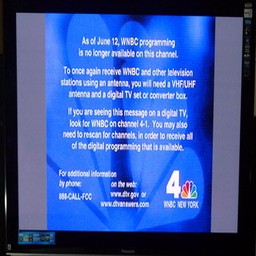 As of June 12, WNBC programming
is no longer available on this channel.
To once again receive WNBC and other television
stations using an antenna, you will need a VHF/UHF
antenna and a digital TV set or converter box.
If you are seeing this message on a digital TV,
look for WNBC on channel 4-1. You may also
need to rescan for channels, in order to receive all
of the digital programming that is available.
For additional information
by phone:
888-CALL-FCC
on the web:
www.dtv.gov or
www.dtvanswers.com
4
WNBC NEW YORK